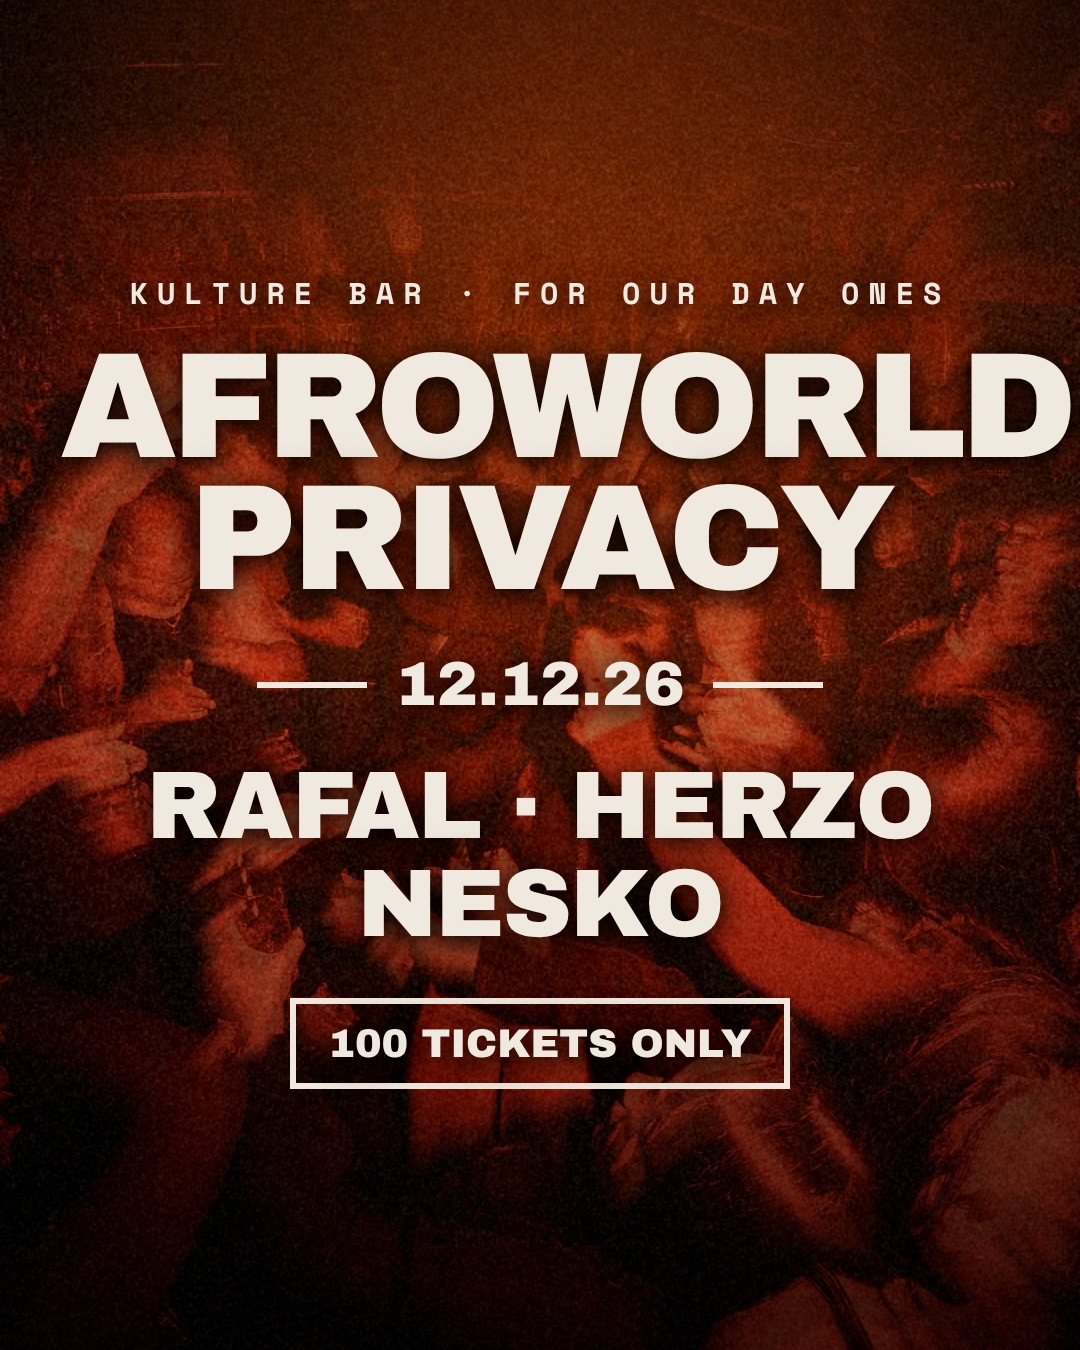 KULTURE BAR · FOR OUR DAY ONES
AFROWORLD
PRIVACY
12.12.26
RAFAL · HERZO
NESKO
100 TICKETS ONLY